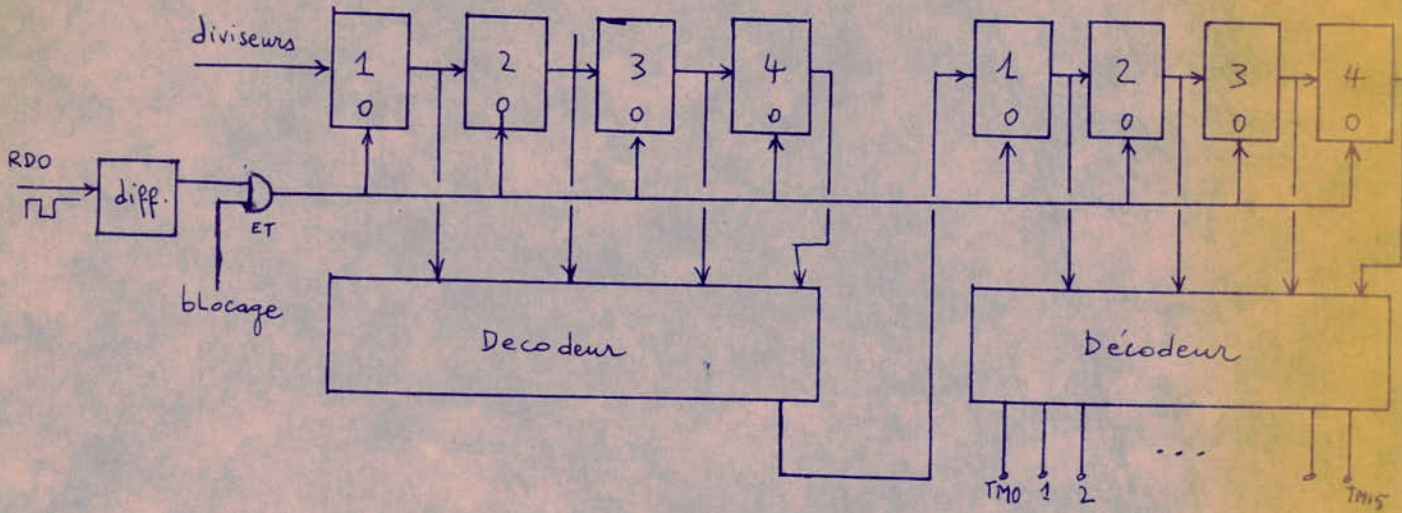 diviseurs
1 2 3 4 1 2 3 4
0 0 0 0 0 0 0 0
RDO
diff.
ET
blocage
Decodeur
Décodeur
...
TM0 1 2 TM15